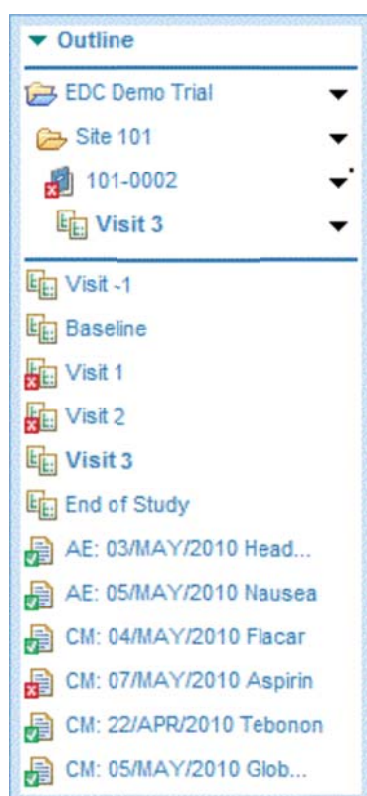 Outline
EDC Demo Trial
Site 101
101-0002
Visit 3
Visit -1
Baseline
Visit 1
Visit 2
Visit 3
End of Study
AE: 03/MAY/2010 Head...
AE: 05/MAY/2010 Nausea
CM: 04/MAY/2010 Flacar
CM: 07/MAY/2010 Aspirin
CM: 22/APR/2010 Tebonon
CM: 05/MAY/2010 Glob...